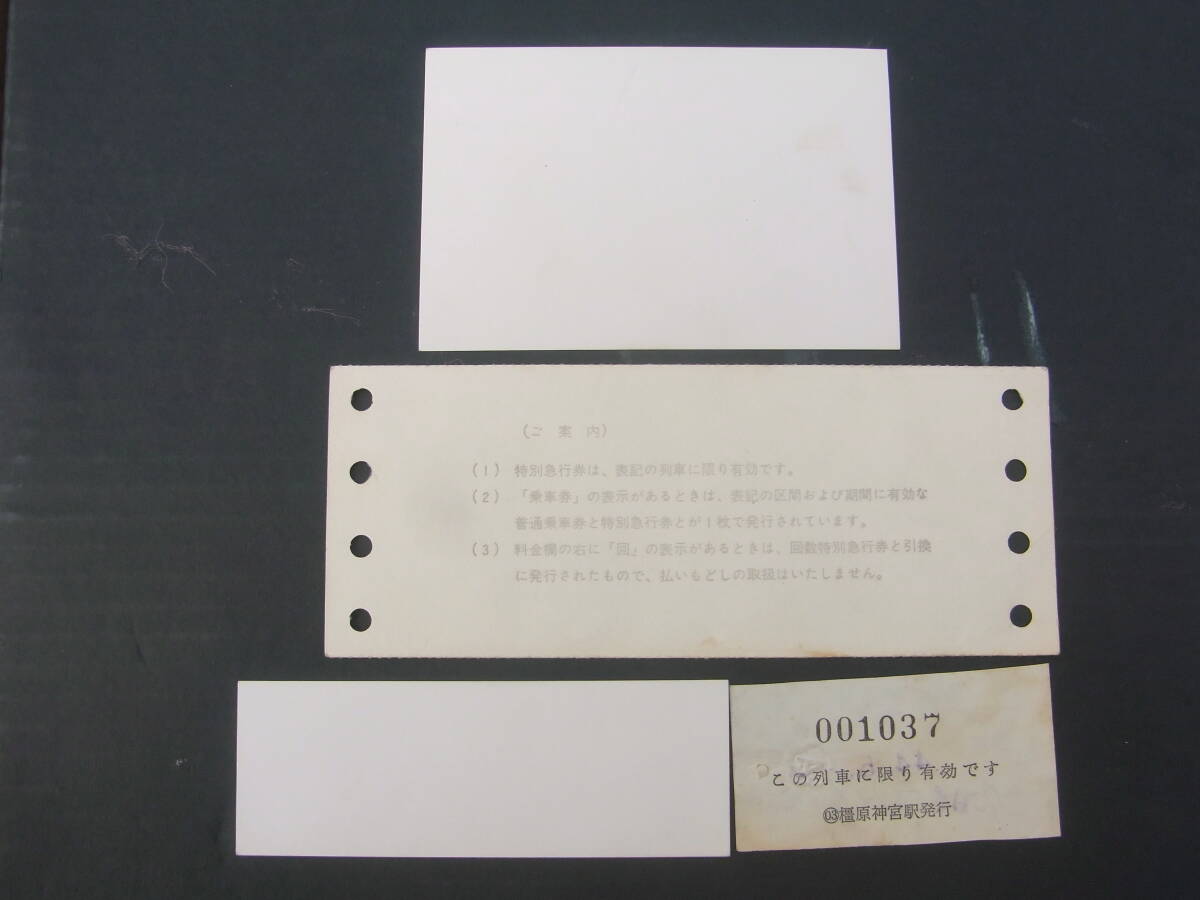 (ご 案 内)
(1) 特別急行券は、表記の列車に限り有効です。
(2) 「乗車券」の表示があるときは、表記の区間および期間に有効な
普通乗車券と特別急行券とが1枚で発行されています。
(3) 料金欄の右に「回」の表示があるときは、回数特別急行券と引換
に発行されたもので、払いもどしの取扱はいたしません。
001037
この列車に限り有効です
㊂橿原神宮駅発行